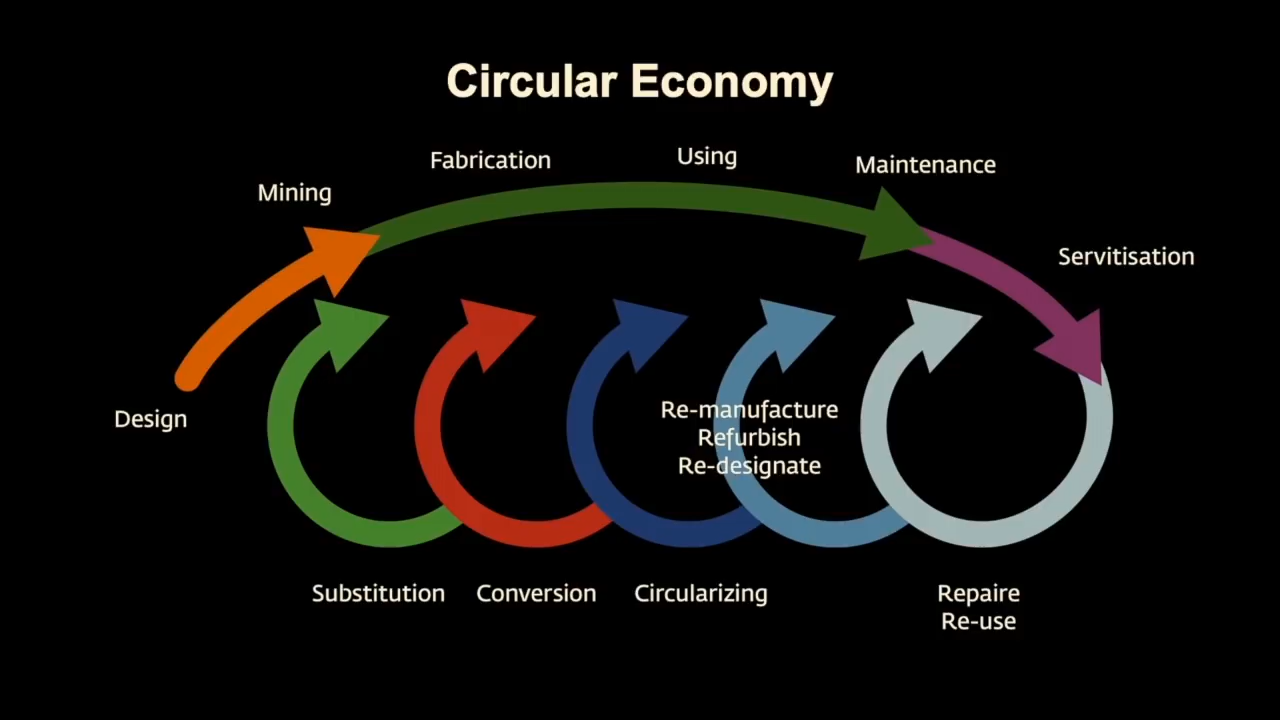 Circular Economy
Fabrication
Using
Maintenance
Mining
Servitisation
Design
Re-manufacture
Refurbish
Re-designate
Substitution
Conversion
Circularizing
Repaire
Re-use